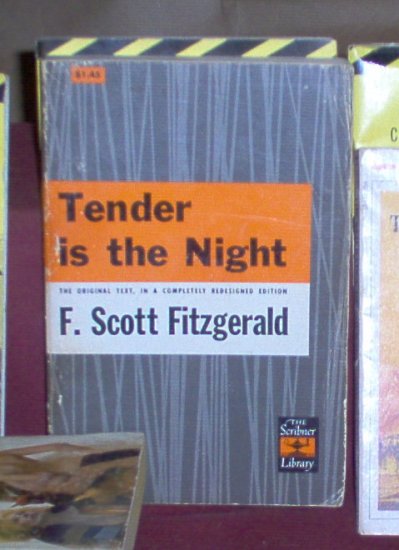 $1.45
Tender
is the Night
THE ORIGINAL TEXT, IN A COMPLETELY REDESIGNED EDITION
F. Scott Fitzgerald
THE
Scribner
Library
C
T